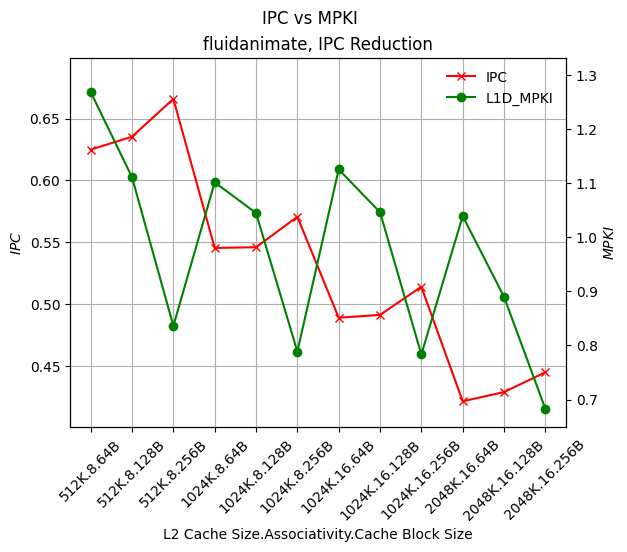 IPC vs MPKI
fluidanimate, IPC Reduction
IPC
L1D_MPKI
0.65
0.60
0.55
0.50
0.45
IPC
1.3
1.2
1.1
1.0
0.9
0.8
0.7
MPKI
512K.8.64B
512K.8.128B
512K.8.256B
1024K.8.64B
1024K.8.128B
1024K.8.256B
1024K.16.64B
1024K.16.128B
1024K.16.256B
2048K.16.64B
2048K.16.128B
2048K.16.256B
L2 Cache Size.Associativity.Cache Block Size